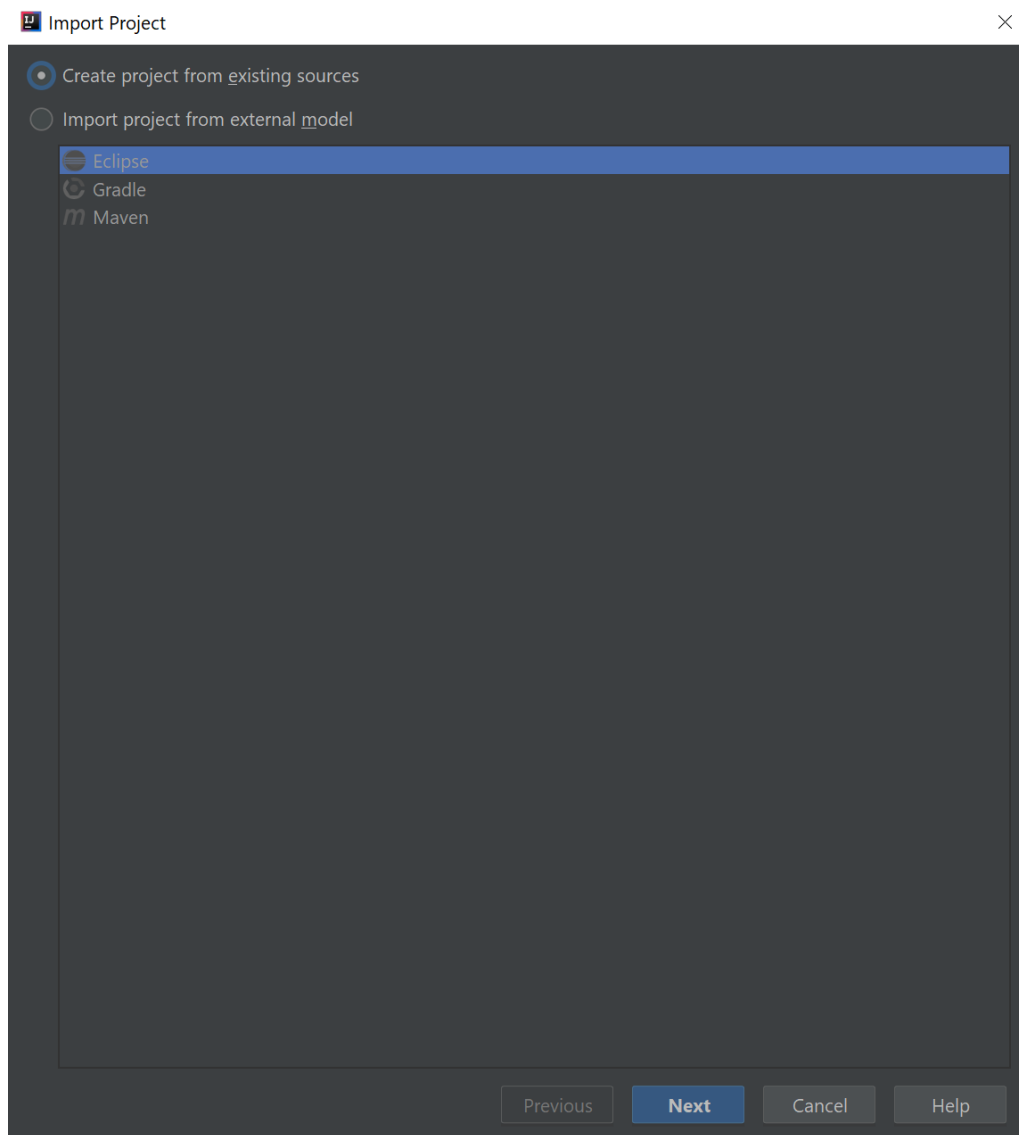 Import Project
Create project from existing sources
Import project from external model
Eclipse
Gradle
Maven
Previous Next Cancel Help